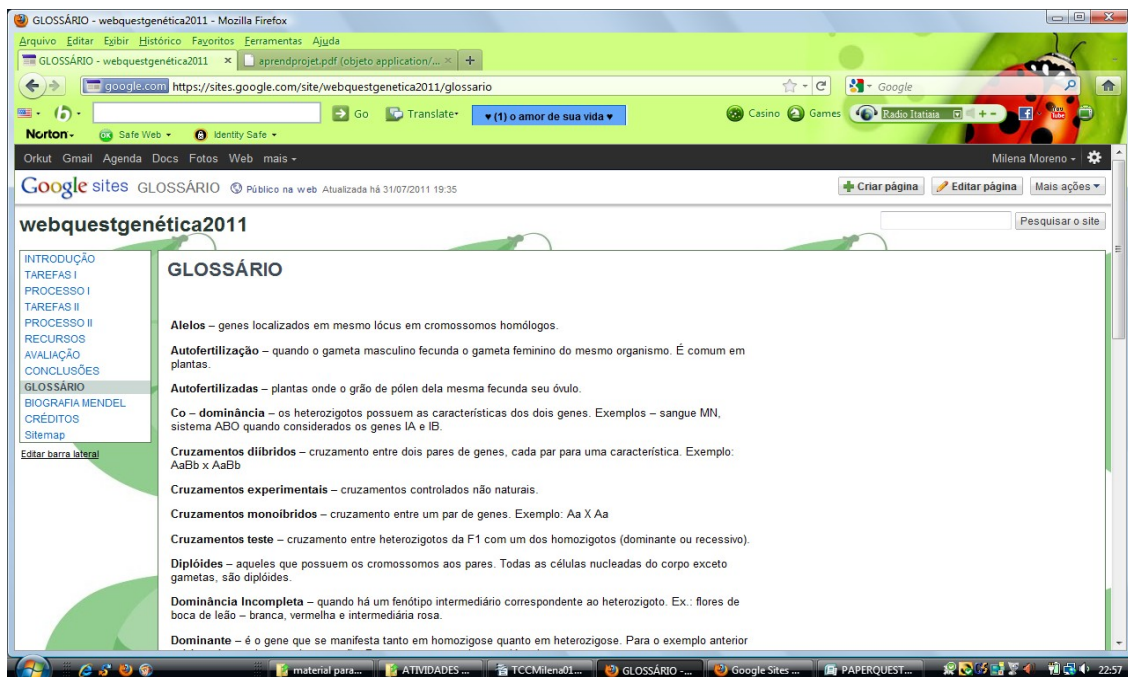 GLOSSÁRIO - webquestgenética2011 - Mozilla Firefox
Arquivo Editar Exibir Histórico Favoritos Ferramentas Ajuda
GLOSSÁRIO - webquestgenética2011 × aprendprojet.pdf (objeto application/... × +
google.com https://sites.google.com/site/webquestgenetica2011/glossario Google
Go Translate ♥ (1) o amor de sua vida ♥ Casino Games Radio Itatiaia
Norton Safe Web Identity Safe
Orkut Gmail Agenda Docs Fotos Web mais Milena Moreno
Google sites GLOSSÁRIO Público na web Atualizada há 31/07/2011 19:35 Criar página Editar página Mais ações
webquestgenética2011 Pesquisar o site
INTRODUÇÃO
TAREFAS I
PROCESSO I
TAREFAS II
PROCESSO II
RECURSOS
AVALIAÇÃO
CONCLUSÕES
GLOSSÁRIO
BIOGRAFIA MENDEL
CRÉDITOS
Sitemap
Editar barra lateral
GLOSSÁRIO
Alelos – genes localizados em mesmo lócus em cromossomos homólogos.
Autofertilização – quando o gameta masculino fecunda o gameta feminino do mesmo organismo. É comum em
plantas.
Autofertilizadas – plantas onde o grão de pólen dela mesma fecunda seu óvulo.
Co – dominância – os heterozigotos possuem as características dos dois genes. Exemplos – sangue MN,
sistema ABO quando considerados os genes IA e IB.
Cruzamentos diíbridos – cruzamento entre dois pares de genes, cada par para uma característica. Exemplo:
AaBb x AaBb
Cruzamentos experimentais – cruzamentos controlados não naturais.
Cruzamentos monoíbridos – cruzamento entre um par de genes. Exemplo: Aa X Aa
Cruzamentos teste – cruzamento entre heterozigotos da F1 com um dos homozigotos (dominante ou recessivo).
Diplóides – aqueles que possuem os cromossomos aos pares. Todas as células nucleadas do corpo exceto
gametas, são diplóides.
Dominância Incompleta – quando há um fenótipo intermediário correspondente ao heterozigoto. Ex.: flores de
boca de leão – branca, vermelha e intermediária rosa.
Dominante – é o gene que se manifesta tanto em homozigose quanto em heterozigose. Para o exemplo anterior
material para... ATIVIDADES ... TCCMilena01... GLOSSÁRIO -... Google Sites ... PAPERQUEST... 22:57